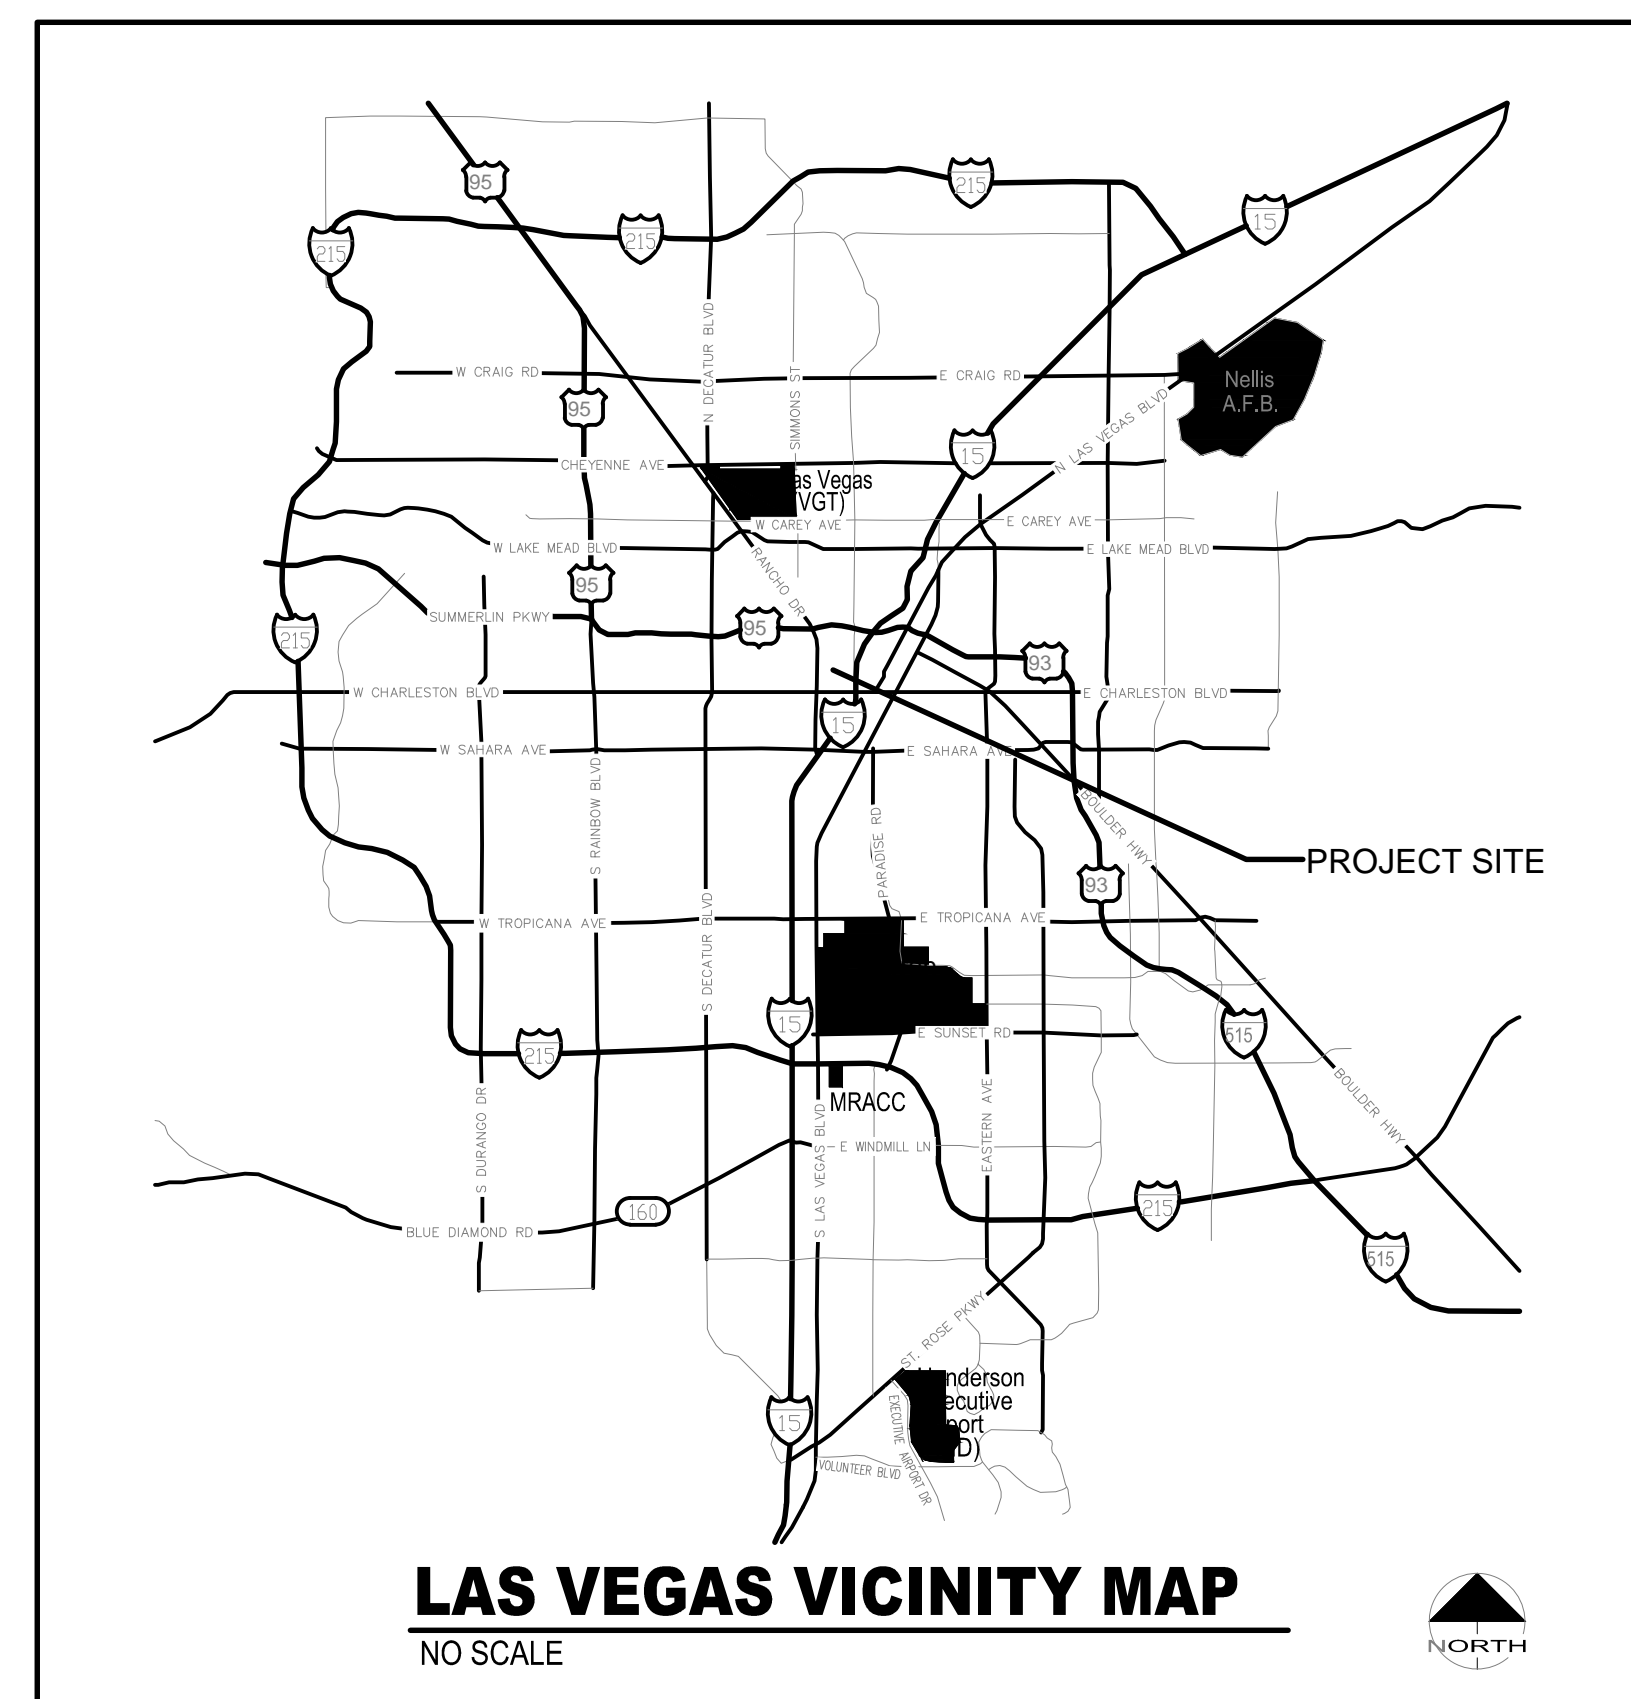 95
215
15
215
215
N DECATUR BLVD
W CRAIG RD
E CRAIG RD
SIMMONS ST
Nellis
A.F.B.
95
N LAS VEGAS BLVD
15
CHEYENNE AVE
as Vegas
VGT)
W CAREY AVE
E CAREY AVE
W LAKE MEAD BLVD
E LAKE MEAD BLVD
RANCHO DR
95
SUMMERLIN PKWY
95
215
93
W CHARLESTON BLVD
E CHARLESTON BLVD
15
W SAHARA AVE
E SAHARA AVE
S RAINBOW BLVD
PARADISE RD
BOULDER HWY
PROJECT SITE
93
W TROPICANA AVE
E TROPICANA AVE
S DECATUR BLVD
15
E SUNSET RD
515
215
MRACC
S DURANGO DR
S LAS VEGAS BLVD
EASTERN AVE
BOULDER HWY
E WINDMILL LN
160
215
BLUE DIAMOND RD
515
ST. ROSE PKWY
nderson
ecutive
port
D)
EXECUTIVE AIRPORT DR
15
VOLUNTEER BLVD
LAS VEGAS VICINITY MAP
NO SCALE
NORTH